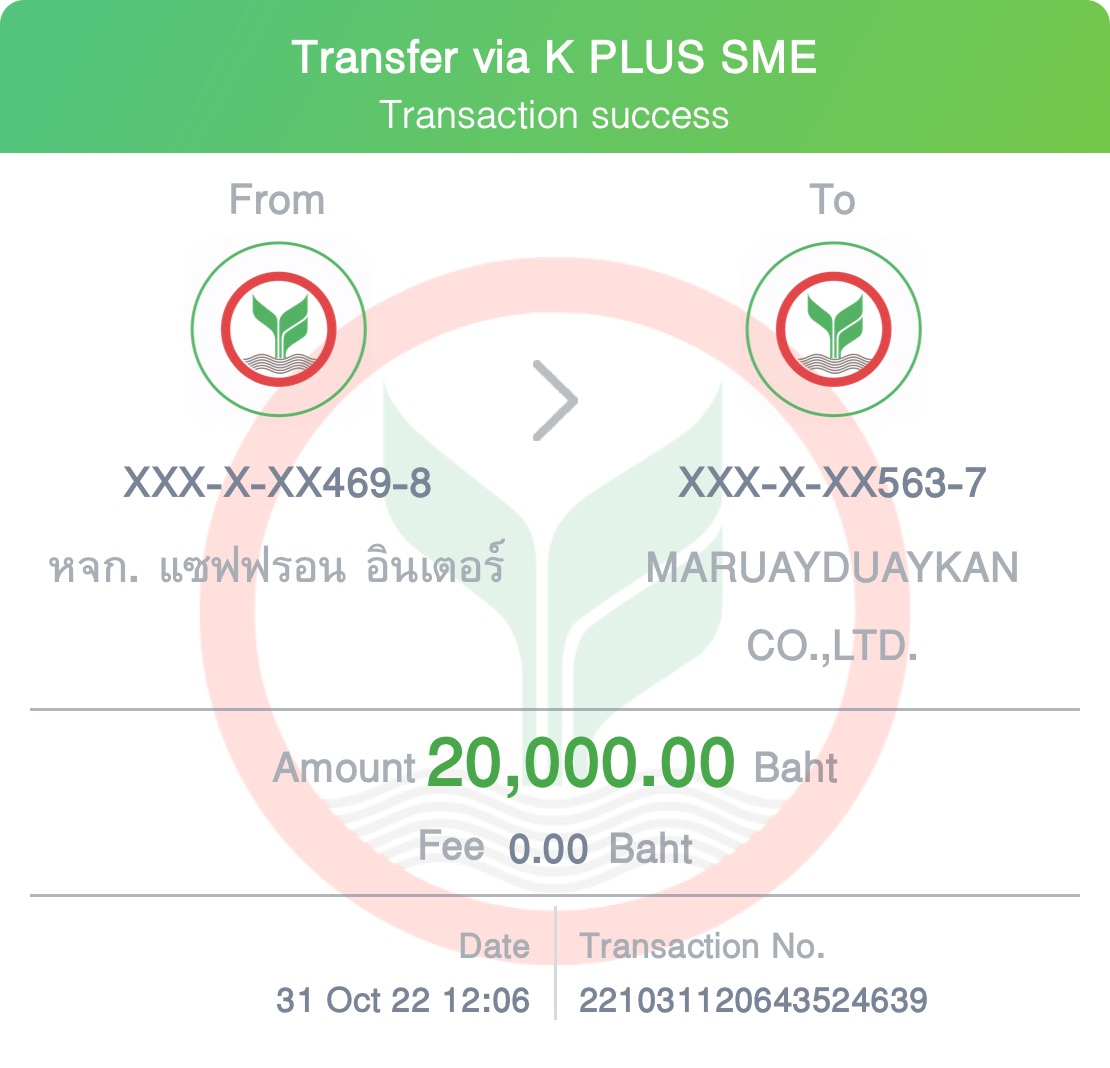 Transfer via K PLUS SME
Transaction success
From
To
XXX-X-XX469-8
XXX-X-XX563-7
หจก. แซฟฟรอน อินเตอร์
MARUAYDUAYKAN
CO.,LTD.
Amount 20,000.00 Baht
Fee 0.00 Baht
Date
Transaction No.
31 Oct 22 12:06
221031120643524639